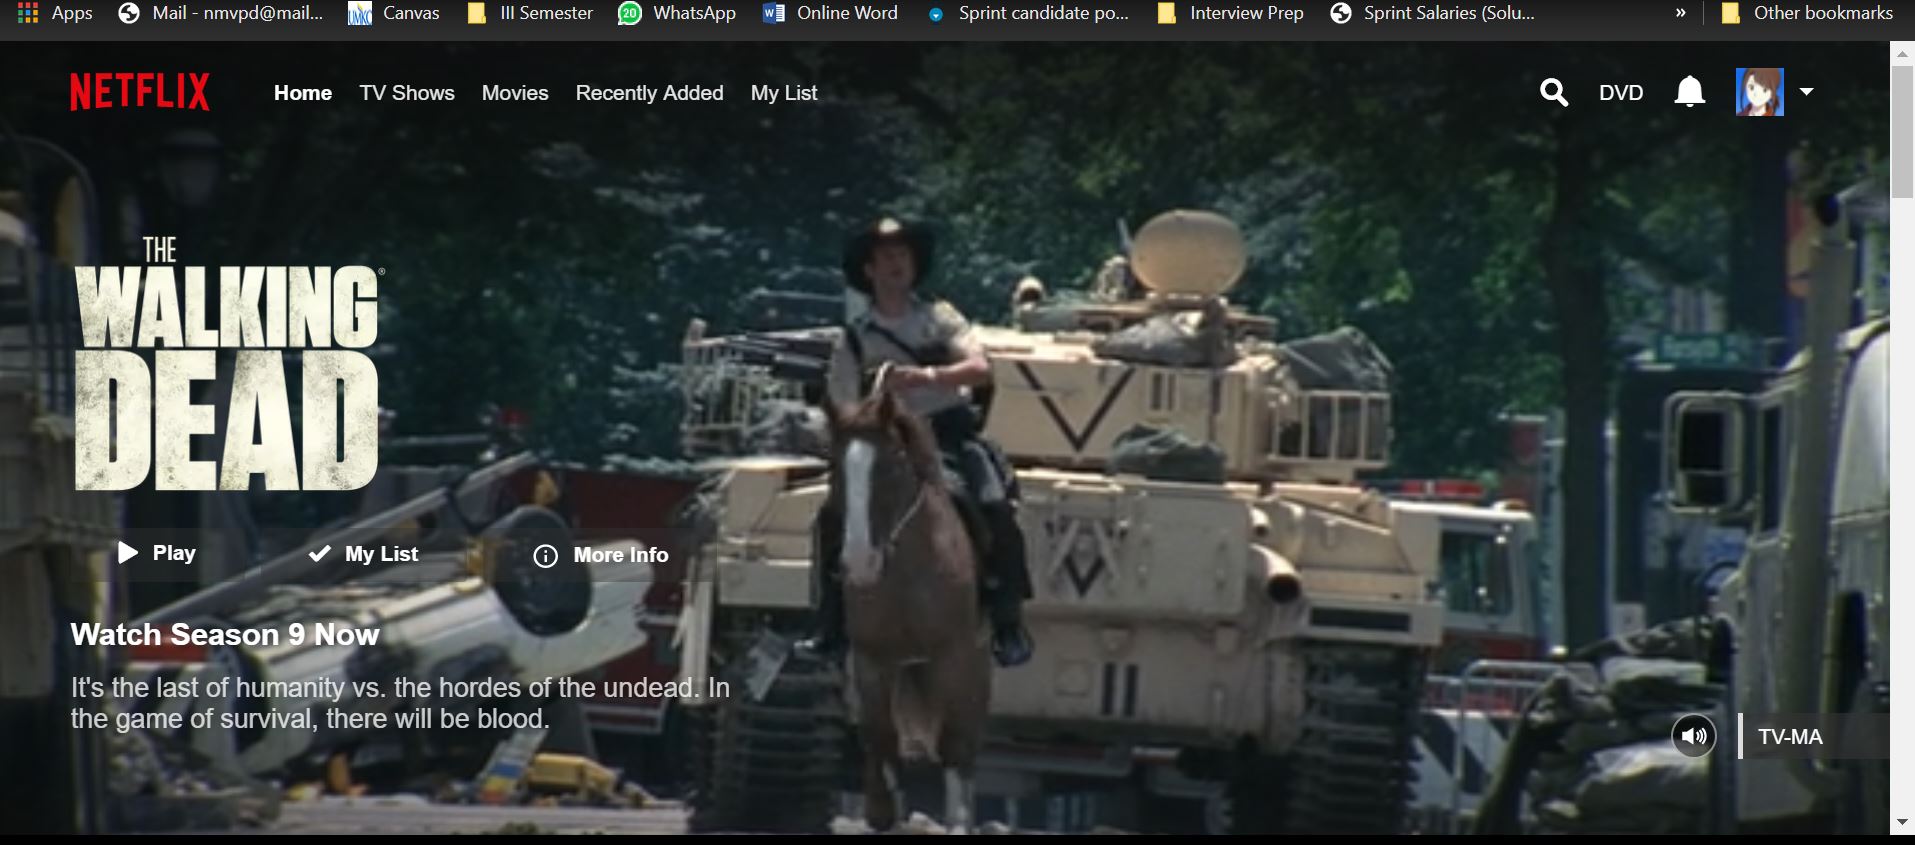 Apps Mail - nmvpd@mail... UMKC Canvas III Semester 20 WhatsApp W Online Word Sprint candidate po... Interview Prep Sprint Salaries (Solu... » Other bookmarks
NETFLIX Home TV Shows Movies Recently Added My List DVD
THE
WALKING®
DEAD
Play My List More Info
Watch Season 9 Now
It's the last of humanity vs. the hordes of the undead. In
the game of survival, there will be blood.
TV-MA